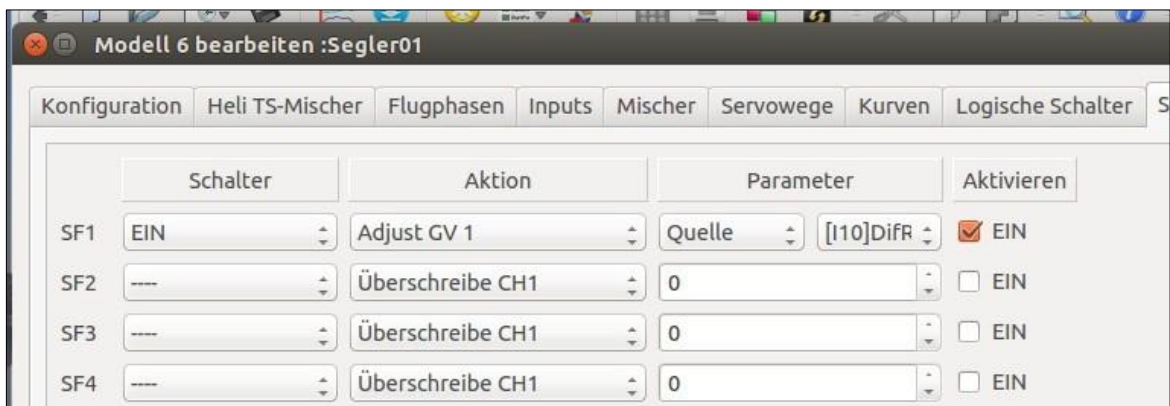 Modell 6 bearbeiten :Segler01
Konfiguration Heli TS-Mischer Flugphasen Inputs Mischer Servowege Kurven Logische Schalter S
Schalter Aktion Parameter Aktivieren
SF1 EIN Adjust GV 1 Quelle [I10]DifR EIN
SF2 ---- Überschreibe CH1 0 EIN
SF3 ---- Überschreibe CH1 0 EIN
SF4 ---- Überschreibe CH1 0 EIN